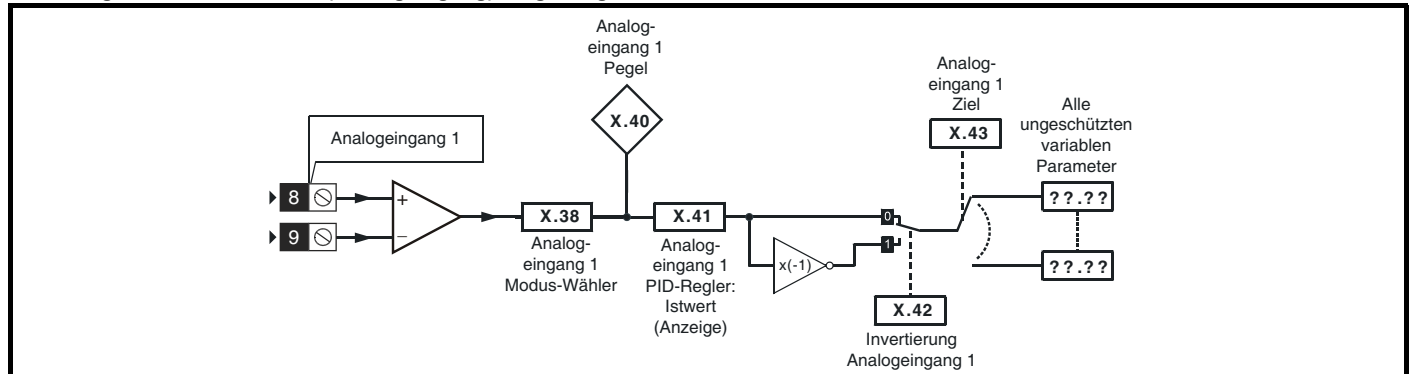 Analog-
eingang 1
Pegel
X.40
Analog-
eingang 1
Ziel
X.43
Alle
ungeschützten
variablen
Parameter
??.??
??.??
Analogeingang 1
8
9
+
−
X.38
Analog-
eingang 1
Modus-Wähler
X.41
Analog-
eingang 1
PID-Regler:
Istwert
(Anzeige)
x(-1)
0
1
X.42
Invertierung
Analogeingang 1